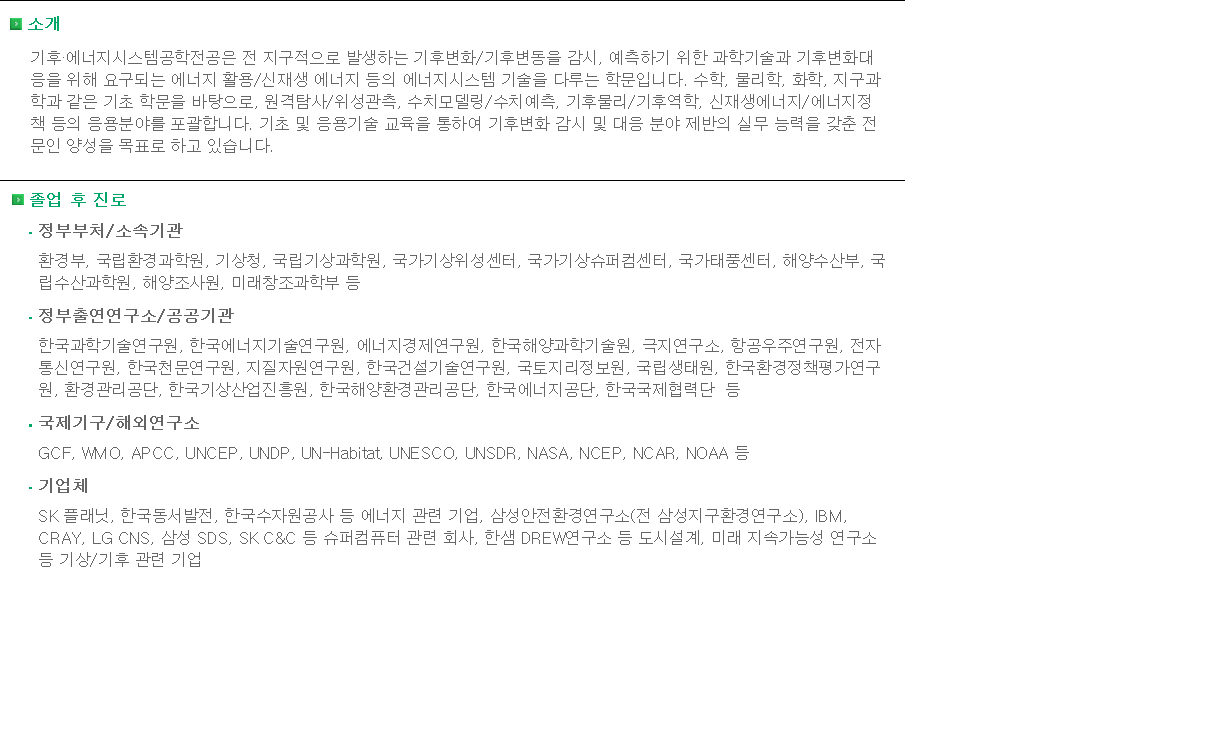 소개
기후·에너지시스템공학전공은 전 지구적으로 발생하는 기후변화/기후변동을 감시, 예측하기 위한 과학기술과 기후변화대
응을 위해 요구되는 에너지 활용/신재생 에너지 등의 에너지시스템 기술을 다루는 학문입니다. 수학, 물리학, 화학, 지구과
학과 같은 기초 학문을 바탕으로, 원격탐사/위성관측, 수치모델링/수치예측, 기후물리/기후역학, 신재생에너지/에너지정
책 등의 응용분야를 포괄합니다. 기초 및 응용기술 교육을 통하여 기후변화 감시 및 대응 분야 제반의 실무 능력을 갖춘 전
문인 양성을 목표로 하고 있습니다.
졸업 후 진로
· 정부부처/소속기관
환경부, 국립환경과학원, 기상청, 국립기상과학원, 국가기상위성센터, 국가기상슈퍼컴센터, 국가태풍센터, 해양수산부, 국
립수산과학원, 해양조사원, 미래창조과학부 등
· 정부출연연구소/공공기관
한국과학기술연구원, 한국에너지기술연구원, 에너지경제연구원, 한국해양과학기술원, 극지연구소, 항공우주연구원, 전자
통신연구원, 한국천문연구원, 지질자원연구원, 한국건설기술연구원, 국토지리정보원, 국립생태원, 한국환경정책평가연구
원, 환경관리공단, 한국기상산업진흥원, 한국해양환경관리공단, 한국에너지공단, 한국국제협력단 등
· 국제기구/해외연구소
GCF, WMO, APCC, UNCEP, UNDP, UN-Habitat, UNESCO, UNSDR, NASA, NCEP, NCAR, NOAA 등
· 기업체
SK 플래닛, 한국동서발전, 한국수자원공사 등 에너지 관련 기업, 삼성안전환경연구소(전 삼성지구환경연구소), IBM,
CRAY, LG CNS, 삼성 SDS, SK C&C 등 슈퍼컴퓨터 관련 회사, 한샘 DREW연구소 등 도시설계, 미래 지속가능성 연구소
등 기상/기후 관련 기업